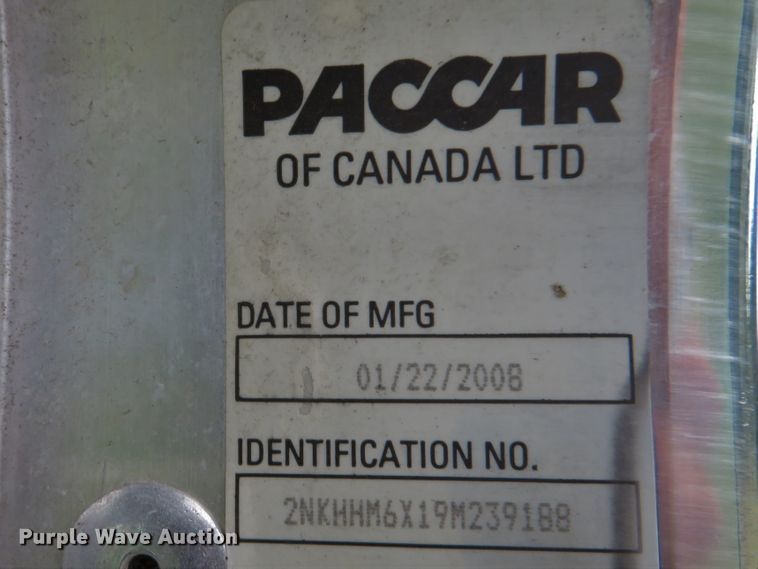 PACCAR
OF CANADA LTD
DATE OF MFG
01/22/2008
IDENTIFICATION NO.
2NKHHM6X19M239188
Purple Wave Auction